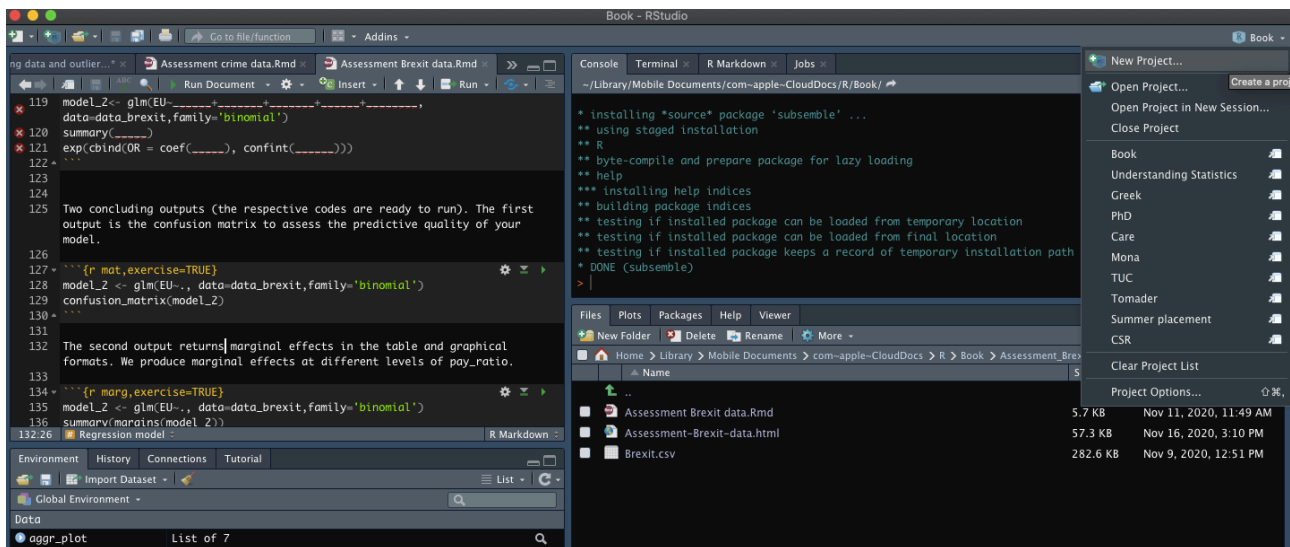 Book - RStudio
Go to file/function
Addins
Book
ng data and outlier...*
Assessment crime data.Rmd
Assessment Brexit data.Rmd
ABC
Run Document
Insert
Run
119 model_2<- glm(EU~______+_______+_______+______+________,
data=data_brexit,family='binomial')
120 summary(_____)
121 exp(cbind(OR = coef(_____), confint(______)))
122 ```
123
124
125 Two concluding outputs (the respective codes are ready to run). The first
output is the confusion matrix to assess the predictive quality of your
model.
126
127 ```{r mat,exercise=TRUE}
128 model_2 <- glm(EU~., data=data_brexit,family='binomial')
129 confusion_matrix(model_2)
130 ```
131
132 The second output returns marginal effects in the table and graphical
formats. We produce marginal effects at different levels of pay_ratio.
133
134 ```{r marg,exercise=TRUE}
135 model_2 <- glm(EU~., data=data_brexit,family='binomial')
136 summary(margins(model_2))
132:26 Regression model
R Markdown
Environment History Connections Tutorial
Import Dataset
List
Global Environment
Data
aggr_plot List of 7
Console Terminal R Markdown Jobs
~/Library/Mobile Documents/com~apple~CloudDocs/R/Book/
* installing *source* package 'subsemble' ...
** using staged installation
** R
** byte-compile and prepare package for lazy loading
** help
*** installing help indices
** building package indices
** testing if installed package can be loaded from temporary location
** testing if installed package can be loaded from final location
** testing if installed package keeps a record of temporary installation path
* DONE (subsemble)
>
Files Plots Packages Help Viewer
New Folder Delete Rename More
Home > Library > Mobile Documents > com~apple~CloudDocs > R > Book > Assessment_Brex
Name
S
..
Assessment Brexit data.Rmd 5.7 KB Nov 11, 2020, 11:49 AM
Assessment-Brexit-data.html 57.3 KB Nov 16, 2020, 3:10 PM
Brexit.csv 282.6 KB Nov 9, 2020, 12:51 PM
New Project...
Create a proj
Open Project...
Open Project in New Session...
Close Project
Book
Understanding Statistics
Greek
PhD
Care
Mona
TUC
Tomader
Summer placement
CSR
Clear Project List
Project Options... ⇧⌘,